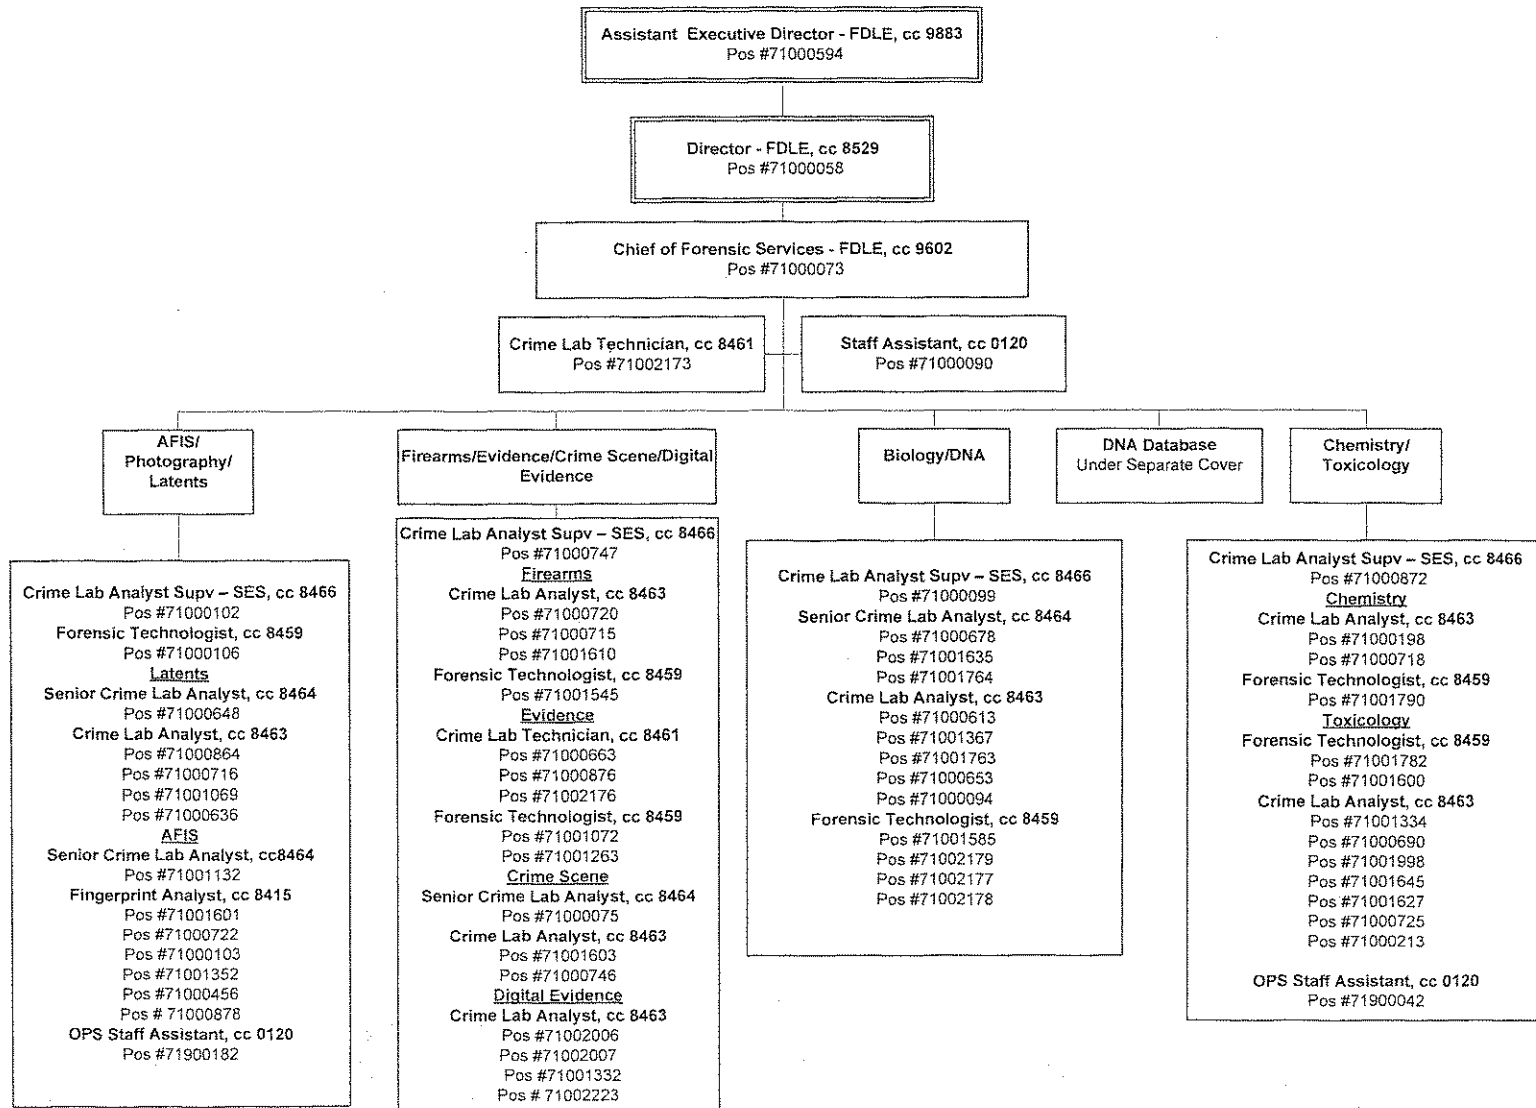 Assistant Executive Director - FDLE, cc 9883
Pos #71000594
Director - FDLE, cc 8529
Pos #71000058
Chief of Forensic Services - FDLE, cc 9602
Pos #71000073
Crime Lab Technician, cc 8461
Pos #71002173
Staff Assistant, cc 0120
Pos #71000090
AFIS/
Photography/
Latents
Firearms/Evidence/Crime Scene/Digital
Evidence
Biology/DNA
DNA Database
Under Separate Cover
Chemistry/
Toxicology
Crime Lab Analyst Supv – SES, cc 8466
Pos #71000102
Forensic Technologist, cc 8459
Pos #71000106
Latents
Senior Crime Lab Analyst, cc 8464
Pos #71000648
Crime Lab Analyst, cc 8463
Pos #71000864
Pos #71000716
Pos #71001069
Pos #71000636
AFIS
Senior Crime Lab Analyst, cc8464
Pos #71001132
Fingerprint Analyst, cc 8415
Pos #71001601
Pos #71000722
Pos #71000103
Pos #71001352
Pos #71000456
Pos # 71000878
OPS Staff Assistant, cc 0120
Pos #71900182
Crime Lab Analyst Supv – SES, cc 8466
Pos #71000747
Firearms
Crime Lab Analyst, cc 8463
Pos #71000720
Pos #71000715
Pos #71001610
Forensic Technologist, cc 8459
Pos #71001545
Evidence
Crime Lab Technician, cc 8461
Pos #71000663
Pos #71000876
Pos #71002176
Forensic Technologist, cc 8459
Pos #71001072
Pos #71001263
Crime Scene
Senior Crime Lab Analyst, cc 8464
Pos #71000075
Crime Lab Analyst, cc 8463
Pos #71001603
Pos #71000746
Digital Evidence
Crime Lab Analyst, cc 8463
Pos #71002006
Pos #71002007
Pos #71001332
Pos # 71002223
Crime Lab Analyst Supv – SES, cc 8466
Pos #71000099
Senior Crime Lab Analyst, cc 8464
Pos #71000678
Pos #71001635
Pos #71001764
Crime Lab Analyst, cc 8463
Pos #71000613
Pos #71001367
Pos #71001763
Pos #71000653
Pos #71000094
Forensic Technologist, cc 8459
Pos #71001585
Pos #71002179
Pos #71002177
Pos #71002178
Crime Lab Analyst Supv – SES, cc 8466
Pos #71000872
Chemistry
Crime Lab Analyst, cc 8463
Pos #71000198
Pos #71000718
Forensic Technologist, cc 8459
Pos #71001790
Toxicology
Forensic Technologist, cc 8459
Pos #71001782
Pos #71001600
Crime Lab Analyst, cc 8463
Pos #71001334
Pos #71000690
Pos #71001998
Pos #71001645
Pos #71001627
Pos #71000725
Pos #71000213
OPS Staff Assistant, cc 0120
Pos #71900042